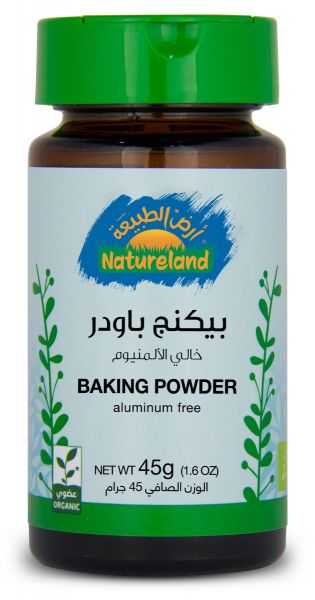 أرض الطبيعة
Natureland
بيكنج باودر
خالي الألمنيوم
BAKING POWDER
aluminum free
NET WT 45g (1.6 OZ)
الوزن الصافي 45 جرام
عضوي
ORGANIC